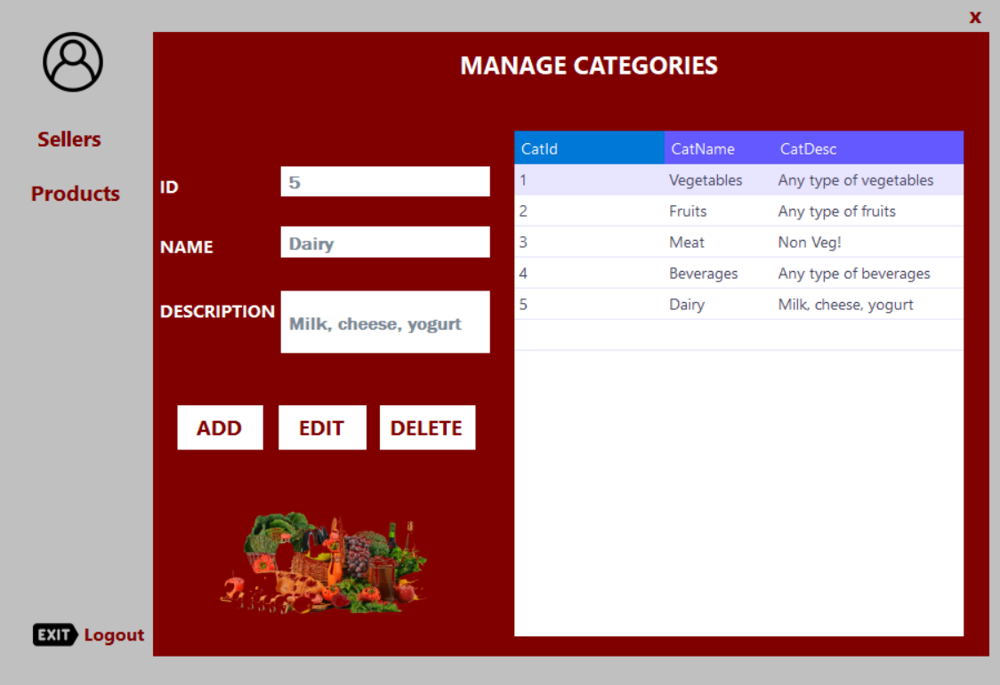 x
MANAGE CATEGORIES
Sellers
Products
ID 5
NAME Dairy
DESCRIPTION Milk, cheese, yogurt
ADD EDIT DELETE
CatId CatName CatDesc
1 Vegetables Any type of vegetables
2 Fruits Any type of fruits
3 Meat Non Veg!
4 Beverages Any type of beverages
5 Dairy Milk, cheese, yogurt
EXIT Logout